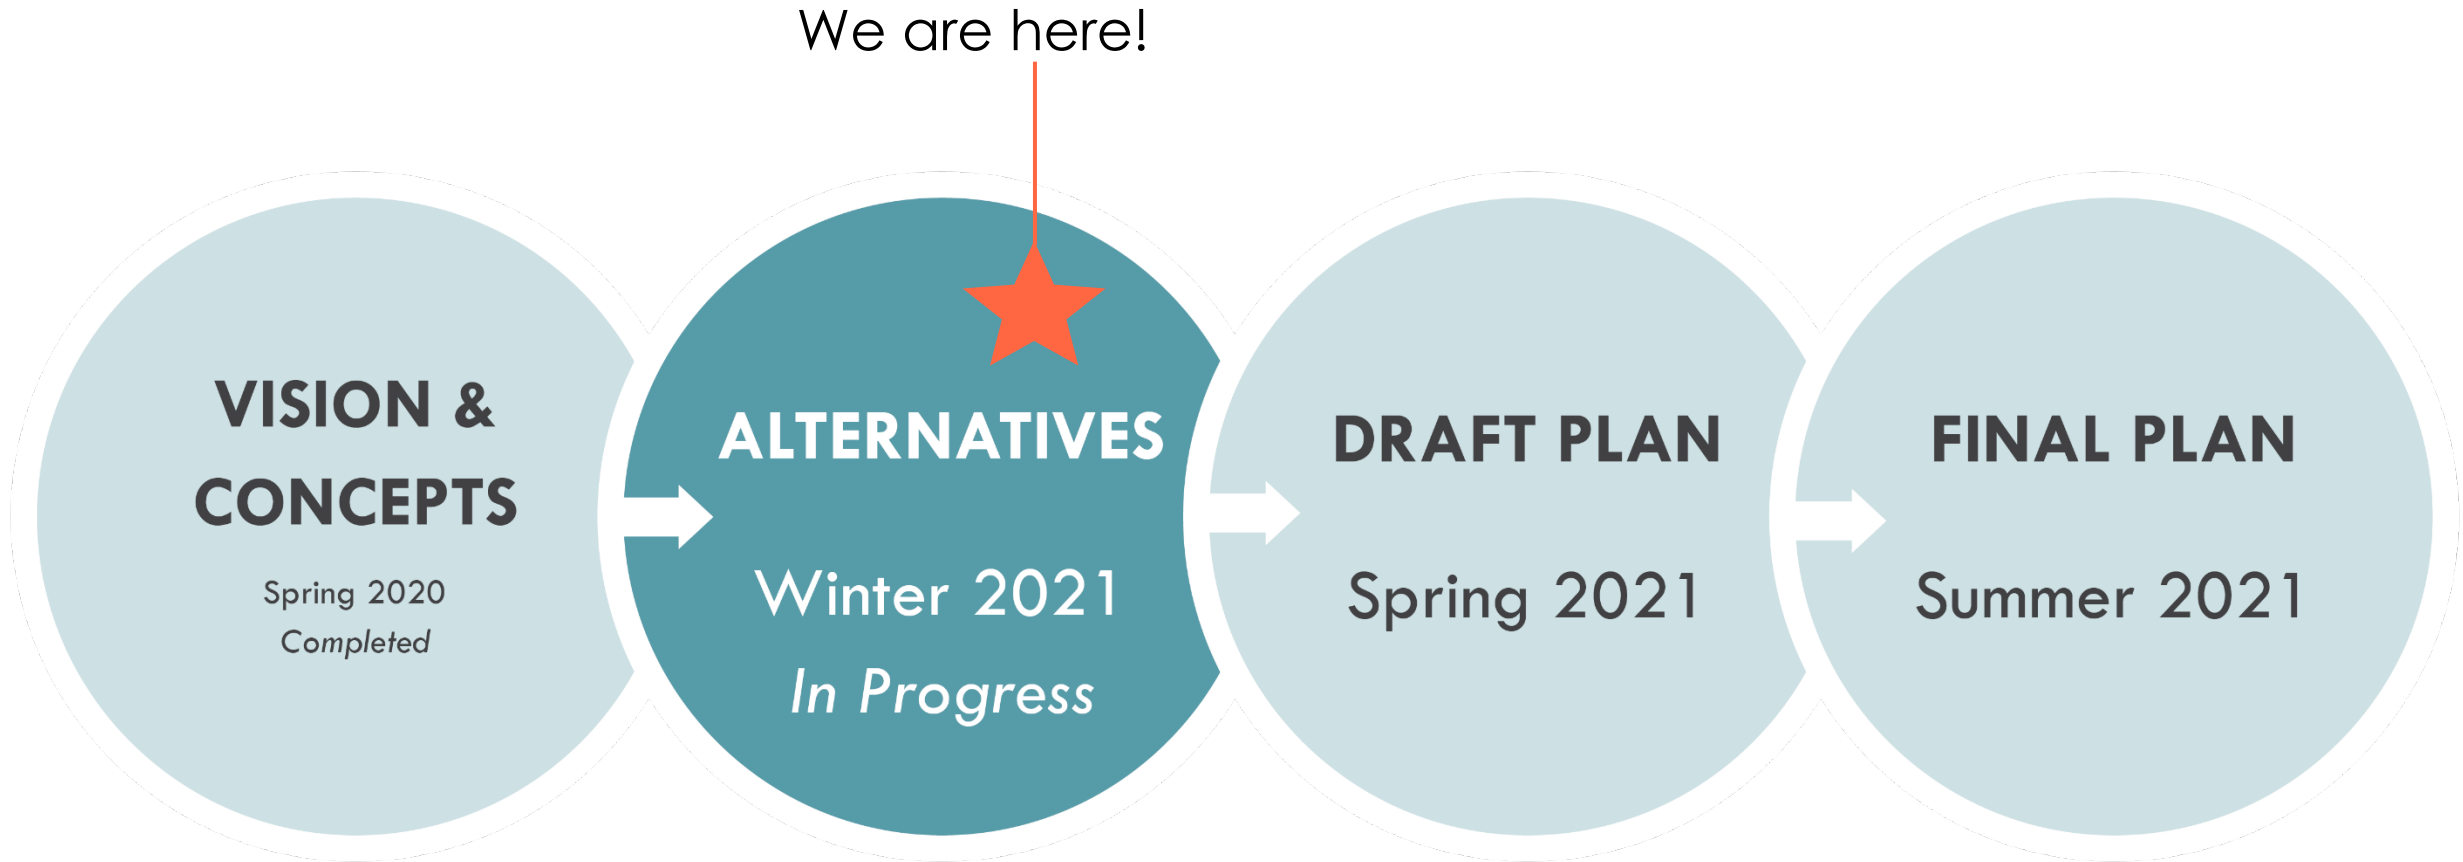 We are here!
VISION &
CONCEPTS
Spring 2020
Completed
ALTERNATIVES
Winter 2021
In Progress
DRAFT PLAN
Spring 2021
FINAL PLAN
Summer 2021